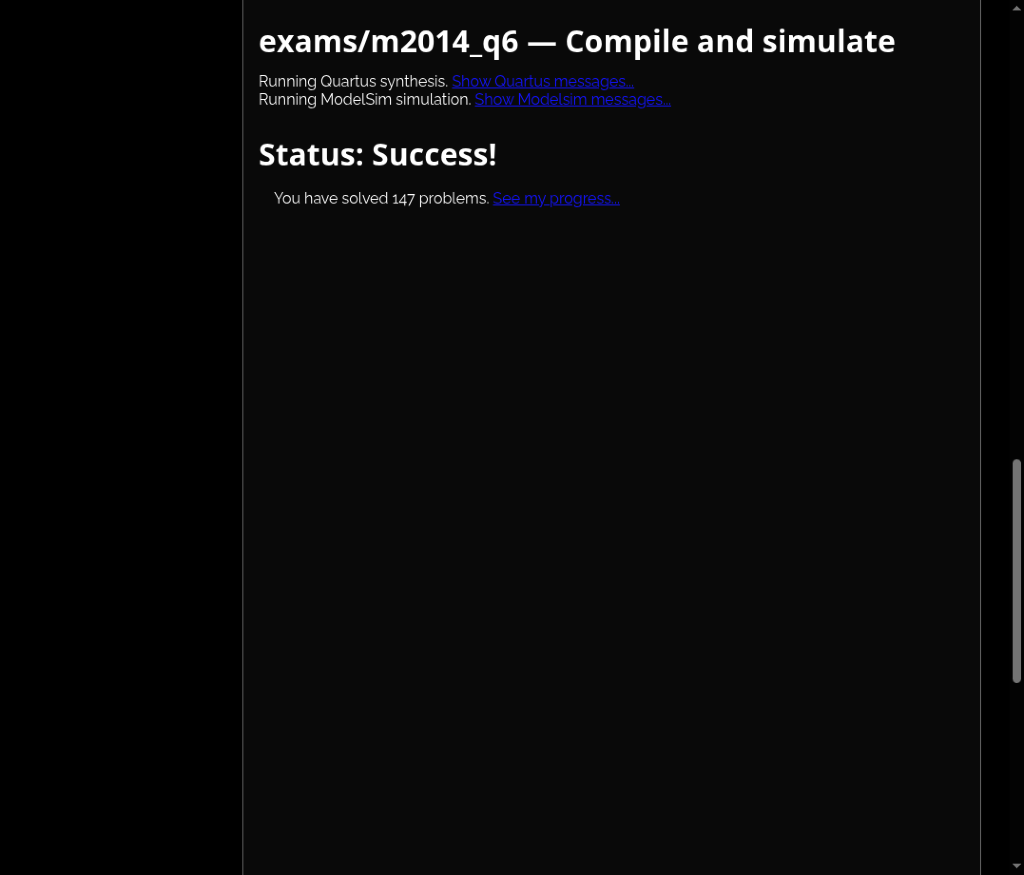 exams/m2014_q6 — Compile and simulate
Running Quartus synthesis. Show Quartus messages...
Running ModelSim simulation. Show Modelsim messages...
Status: Success!
You have solved 147 problems. See my progress...